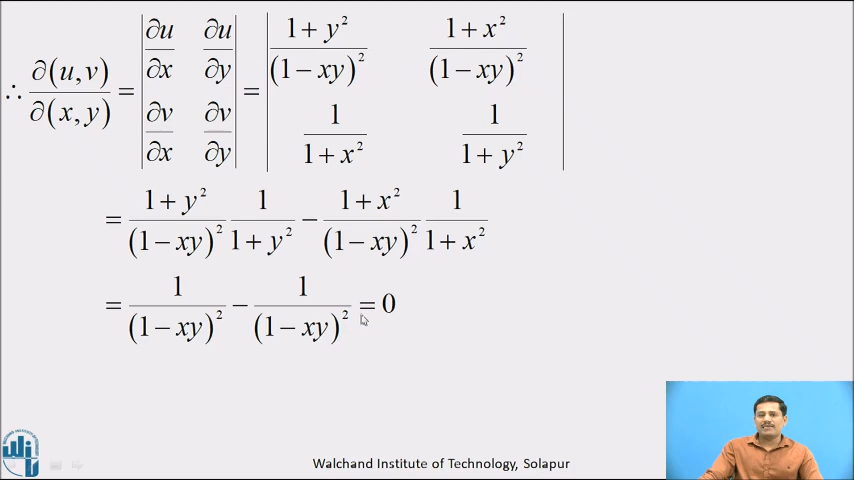 ∴ ∂(u,v)/∂(x,y) = |∂u/∂x ∂u/∂y; ∂v/∂x ∂v/∂y| = |(1+y²)/(1−xy)² (1+x²)/(1−xy)²; 1/(1+x²) 1/(1+y²)|
= (1+y²)/(1−xy)² 1/(1+y²) − (1+x²)/(1−xy)² 1/(1+x²)
= 1/(1−xy)² − 1/(1−xy)² = 0
Walchand Institute of Technology, Solapur